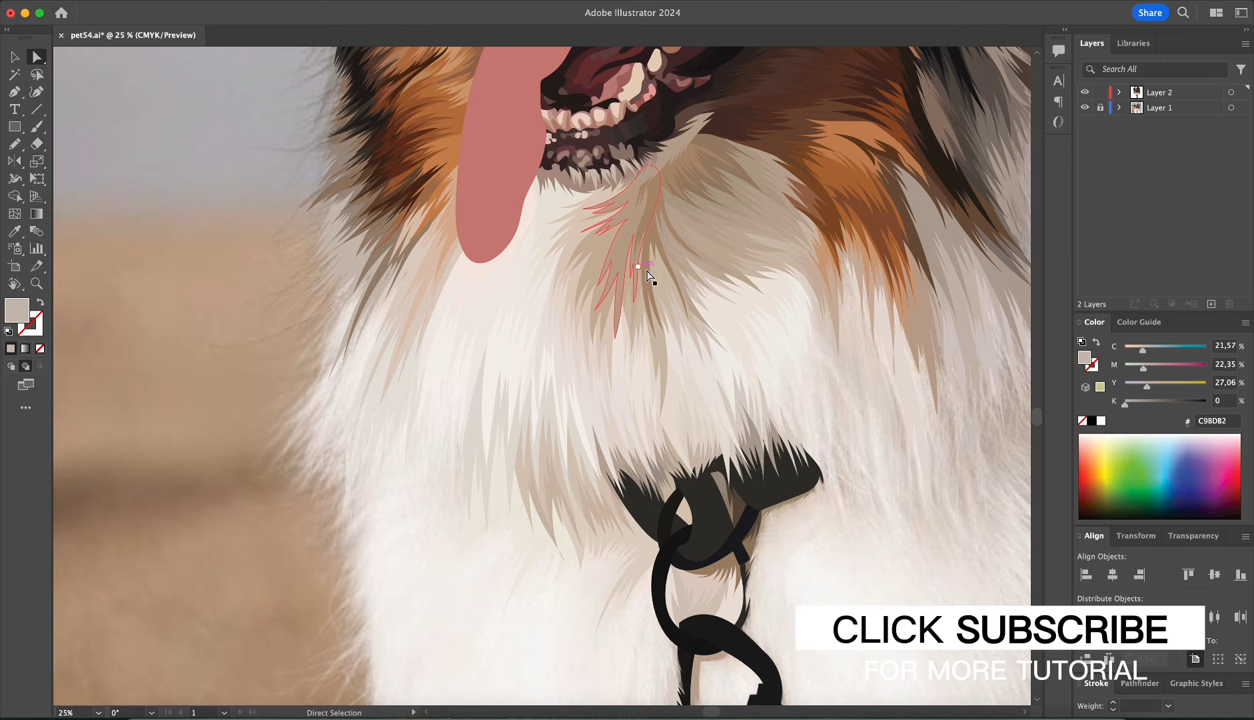 Adobe Illustrator 2024
Share
pet54.ai* @ 25 % (CMYK/Preview)
Layers
Libraries
Search All
Layer 2
Layer 1
2 Layers
Color
Color Guide
C
21,57
%
M
22,35
%
Y
27,06
%
K
0
%
#
C9BDB2
Align
Transform
Transparency
Align Objects:
Distribute Objects:
To:
CLICK SUBSCRIBE
FOR MORE TUTORIAL
Stroke
Pathfinder
Graphic Styles
Weight:
25%
0°
1
Direct Selection